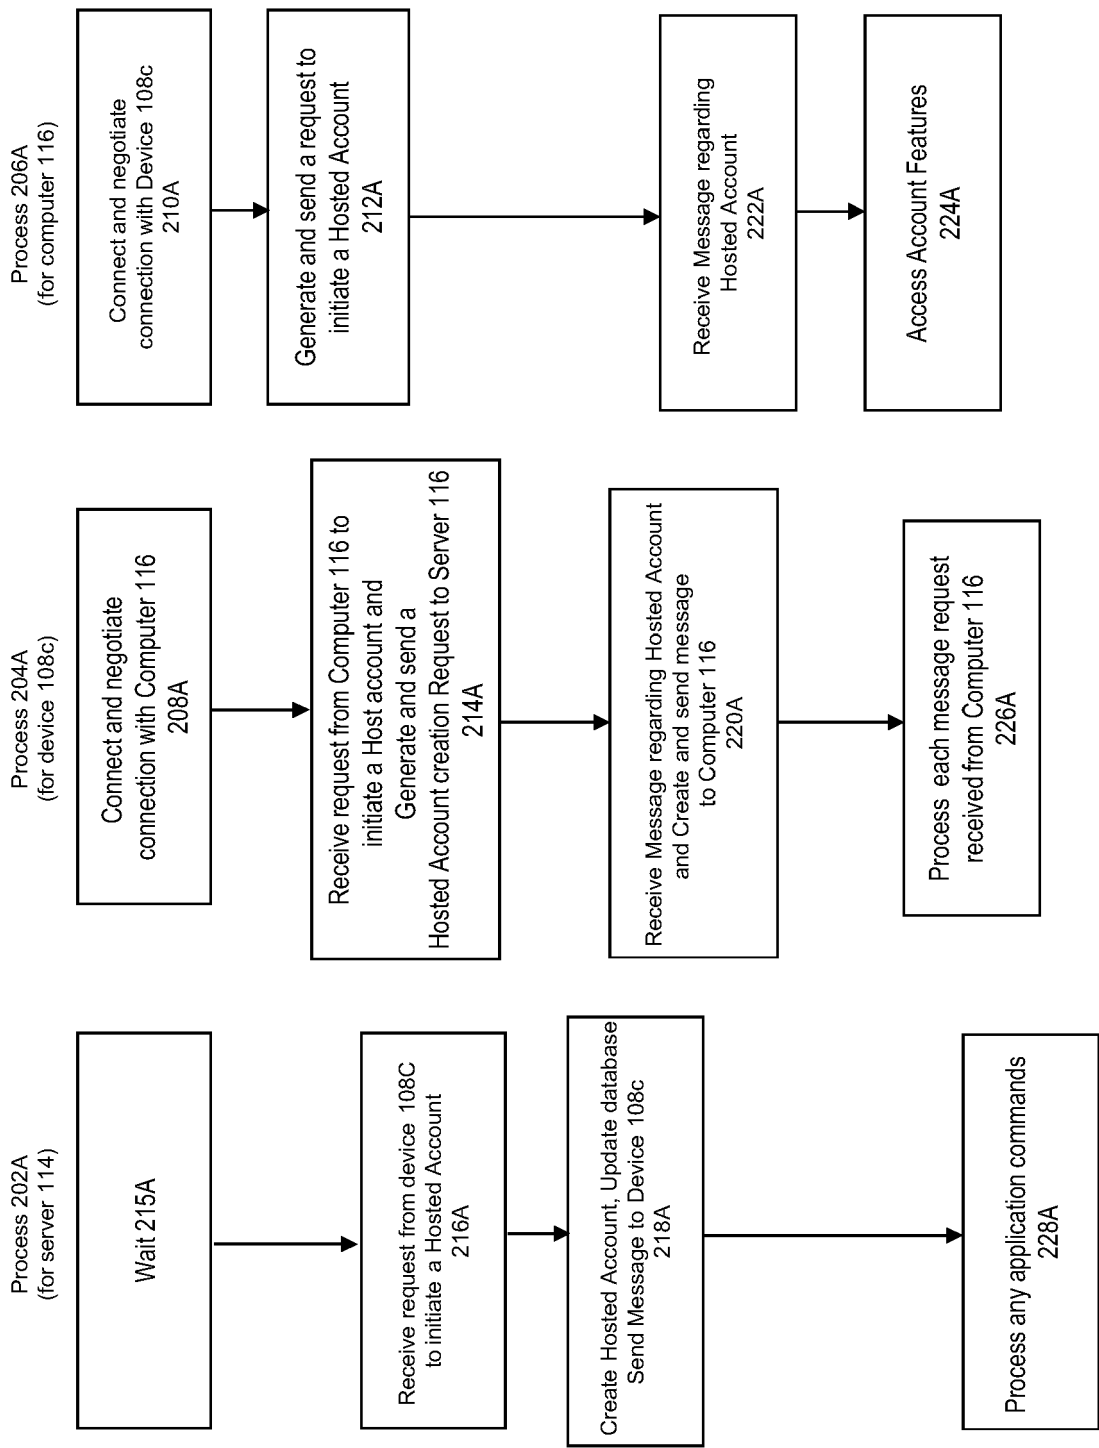 Process 202A
(for server 114)
Wait 215A
Receive request from device 108C
to initiate a Hosted Account
216A
Create Hosted Account, Update database
Send Message to Device 108c
218A
Process any application commands
228A
Process 204A
(for device 108c)
Connect and negotiate
connection with Computer 116
208A
Receive request from Computer 116 to
initiate a Host account and
Generate and send a
Hosted Account creation Request to Server 116
214A
Receive Message regarding Hosted Account
and Create and send message
to Computer 116
220A
Process each message request
received from Computer 116
226A
Process 206A
(for computer 116)
Connect and negotiate
connection with Device 108c
210A
Generate and send a request to
initiate a Hosted Account
212A
Receive Message regarding
Hosted Account
222A
Access Account Features
224A